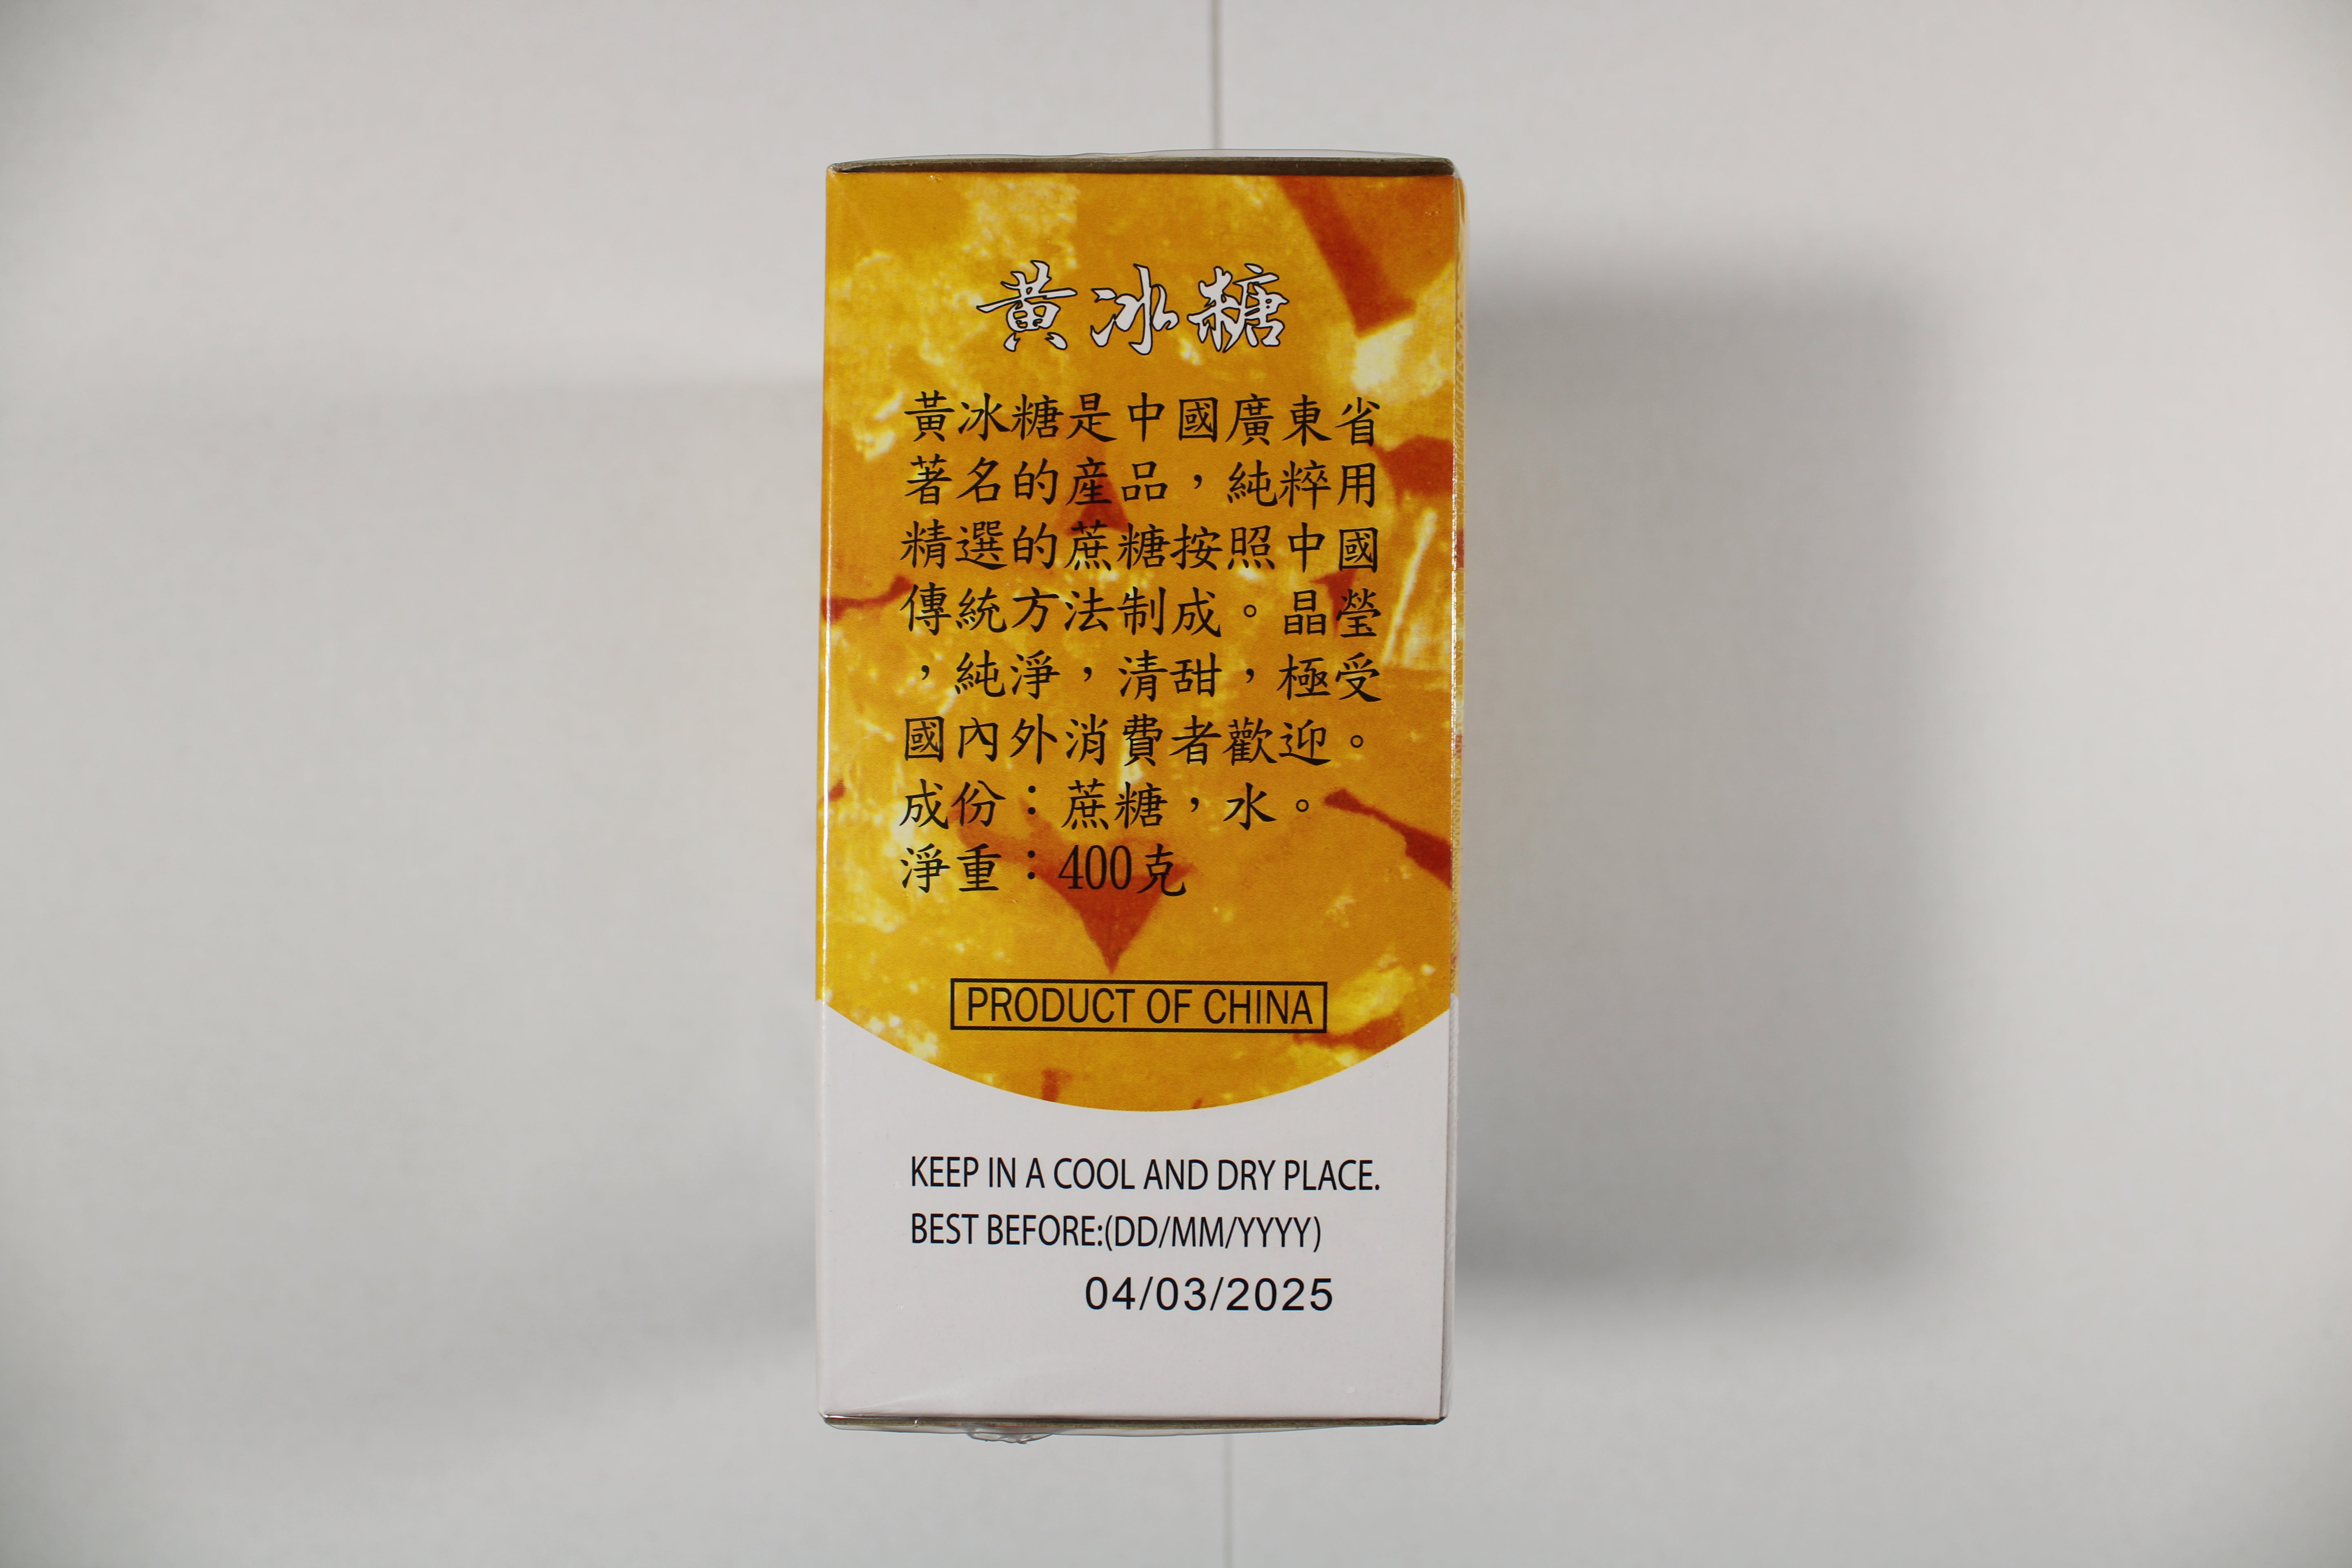 黃冰糖
黃冰糖是中國廣東省
著名的産品，純粹用
精選的蔗糖按照中國
傳統方法制成。晶瑩
，純淨，清甜，極受
國內外消費者歡迎。
成份：蔗糖，水。
淨重：400克
PRODUCT OF CHINA
KEEP IN A COOL AND DRY PLACE.
BEST BEFORE:(DD/MM/YYYY)
04/03/2025